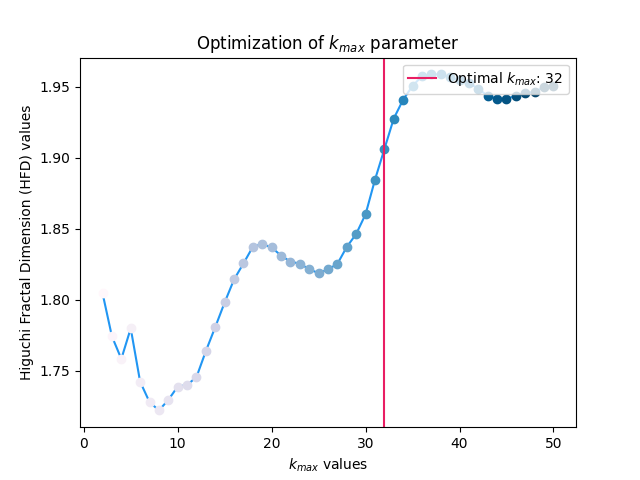 Optimization of k_max parameter
Optimal k_max: 32
1.95
1.90
1.85
1.80
1.75
Higuchi Fractal Dimension (HFD) values
0 10 20 30 40 50
k_max values